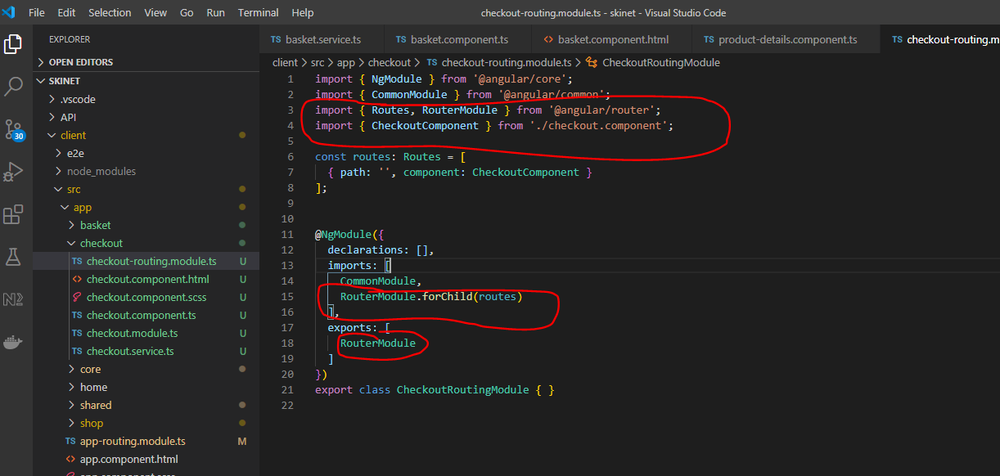 File Edit Selection View Go Run Terminal Help
checkout-routing.module.ts - skinet - Visual Studio Code
EXPLORER
OPEN EDITORS
SKINET
.vscode
API
client
e2e
node_modules
src
app
basket
checkout
TS checkout-routing.module.ts U
<> checkout.component.html U
checkout.component.scss U
TS checkout.component.ts U
TS checkout.module.ts U
TS checkout.service.ts U
core
home
shared
shop
TS app-routing.module.ts M
<> app.component.html
app.component.scss
30
N2
TS basket.service.ts
TS basket.component.ts
<> basket.component.html
TS product-details.component.ts
TS checkout-routing.m
client > src > app > checkout > TS checkout-routing.module.ts > CheckoutRoutingModule
1 import { NgModule } from '@angular/core';
2 import { CommonModule } from '@angular/common';
3 import { Routes, RouterModule } from '@angular/router';
4 import { CheckoutComponent } from './checkout.component';
5
6 const routes: Routes = [
7 { path: '', component: CheckoutComponent }
8 ];
9
10
11 @NgModule({
12 declarations: [],
13 imports: [
14 CommonModule,
15 RouterModule.forChild(routes)
16 ],
17 exports: [
18 RouterModule
19 ]
20 })
21 export class CheckoutRoutingModule { }
22